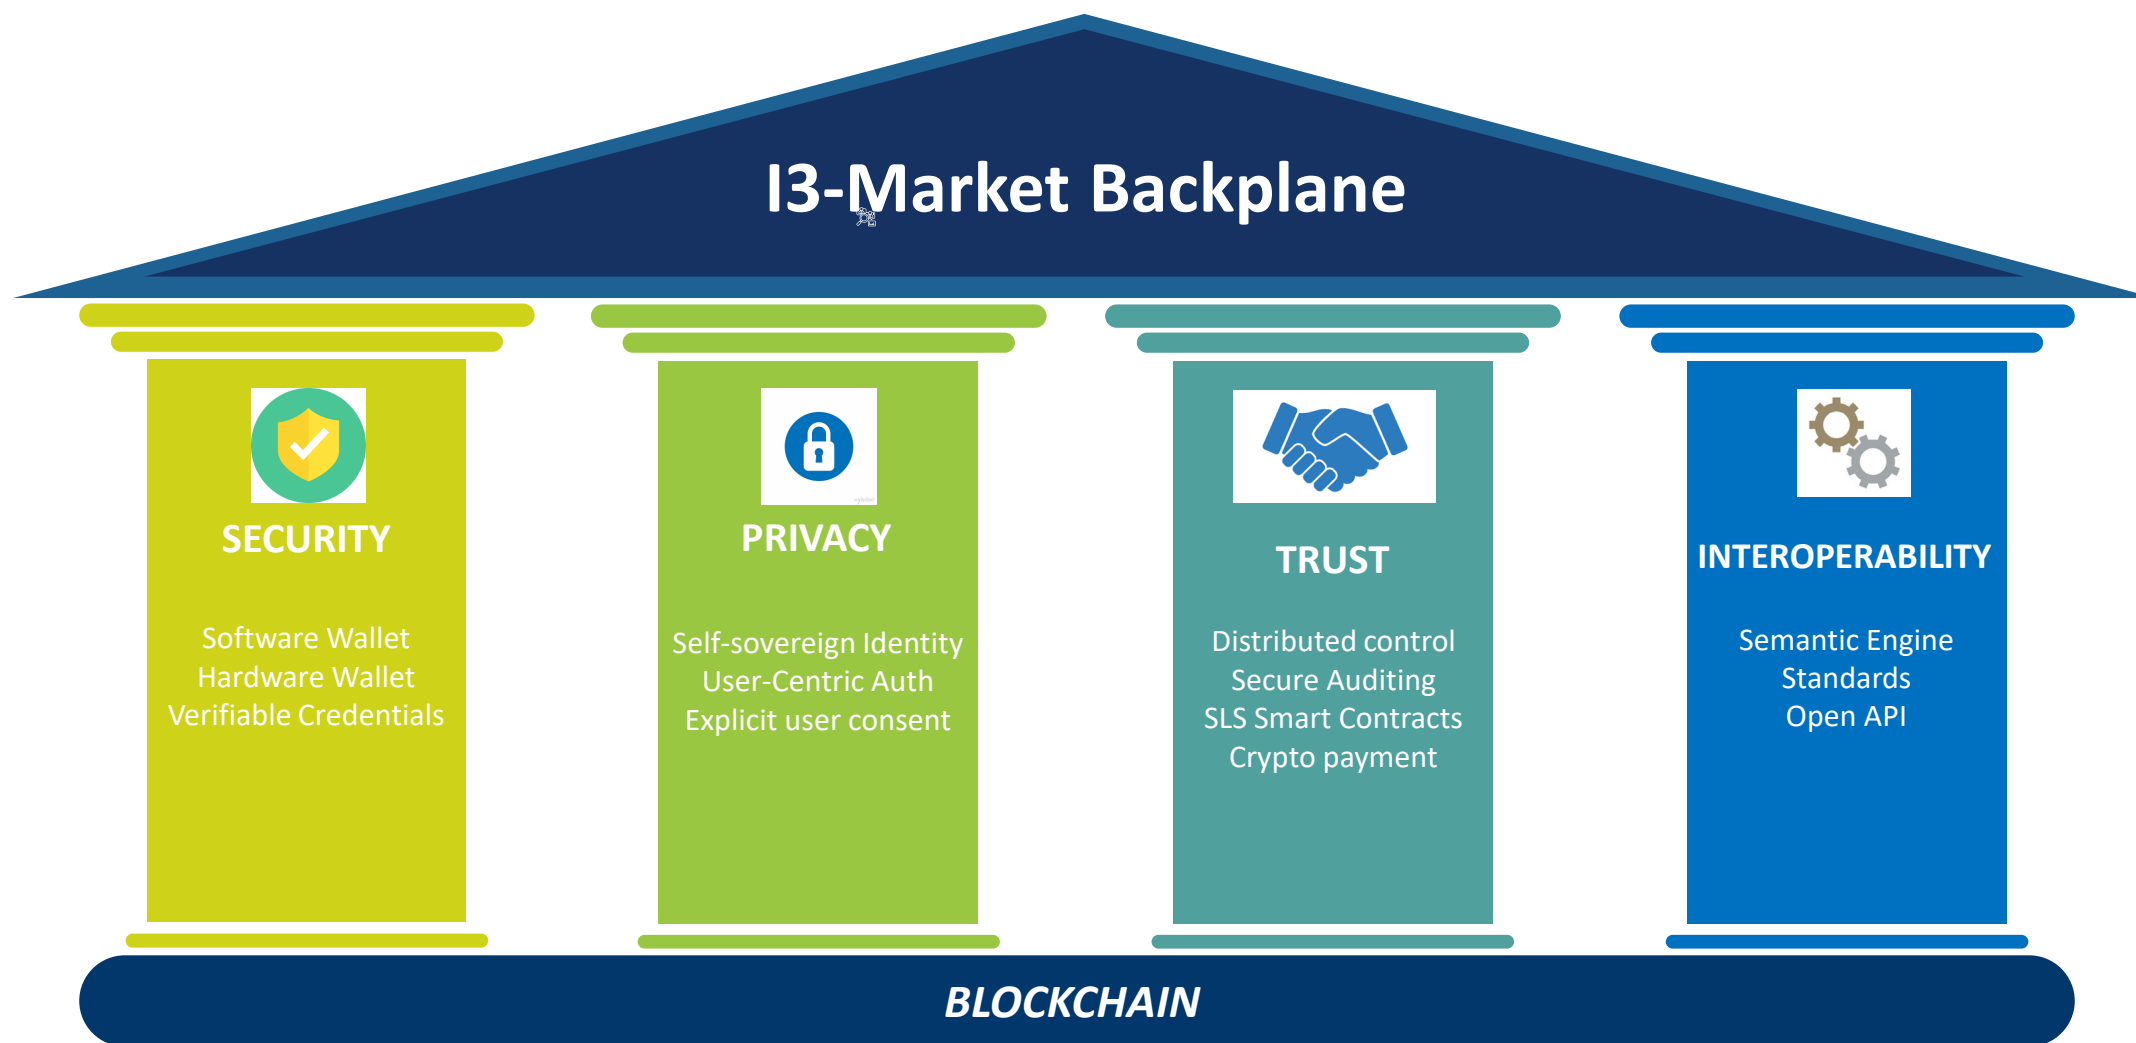 I3-Market Backplane
SECURITY
Software Wallet
Hardware Wallet
Verifiable Credentials
PRIVACY
Self-sovereign Identity
User-Centric Auth
Explicit user consent
TRUST
Distributed control
Secure Auditing
SLS Smart Contracts
Crypto payment
INTEROPERABILITY
Semantic Engine
Standards
Open API
BLOCKCHAIN